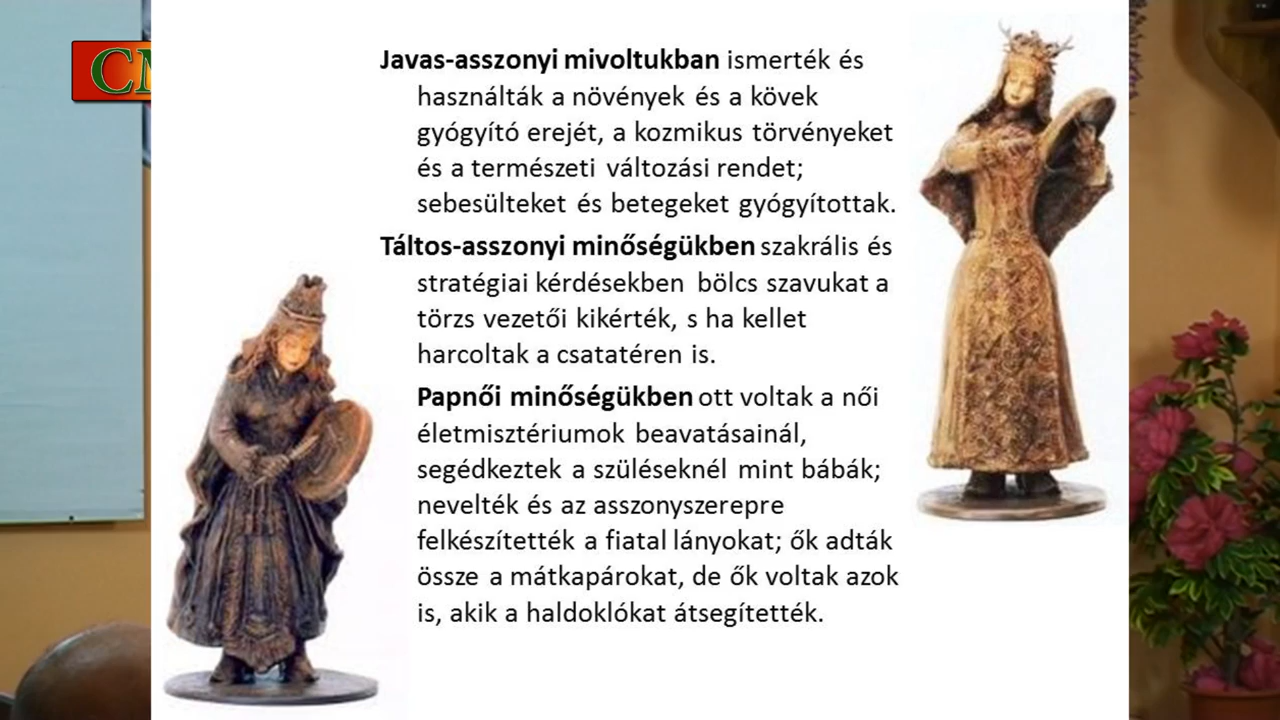 CM
Javas-asszonyi mivoltukban ismerték és
használták a növények és a kövek
gyógyító erejét, a kozmikus törvényeket
és a természeti változási rendet;
sebesülteket és betegeket gyógyítottak.
Táltos-asszonyi minőségükben szakrális és
stratégiai kérdésekben bölcs szavukat a
törzs vezetői kikérték, s ha kellet
harcoltak a csatatéren is.
Papnői minőségükben ott voltak a női
életmisztériumok beavatásainál,
segédkeztek a szüléseknél mint bábák;
nevelték és az asszonyszerepre
felkészítették a fiatal lányokat; ők adták
össze a mátkapárokat, de ők voltak azok
is, akik a haldoklókat átsegítették.